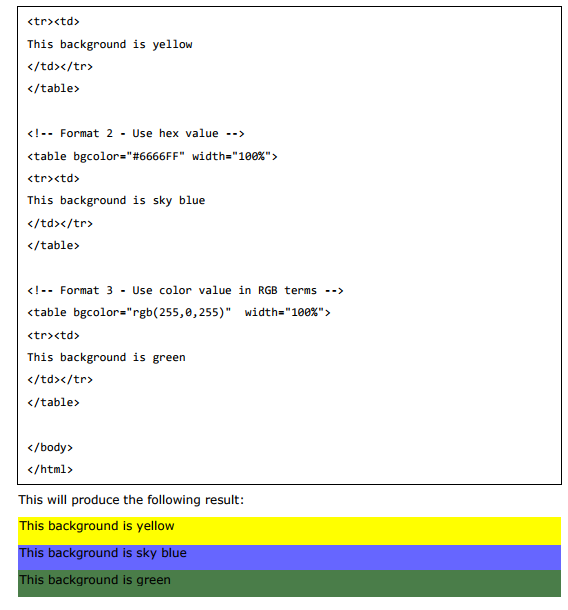 <tr><td>
This background is yellow
</td></tr>
</table>
<!-- Format 2 - Use hex value -->
<table bgcolor="#6666FF" width="100%">
<tr><td>
This background is sky blue
</td></tr>
</table>
<!-- Format 3 - Use color value in RGB terms -->
<table bgcolor="rgb(255,0,255)"  width="100%">
<tr><td>
This background is green
</td></tr>
</table>
</body>
</html>
This will produce the following result:
This background is yellow
This background is sky blue
This background is green